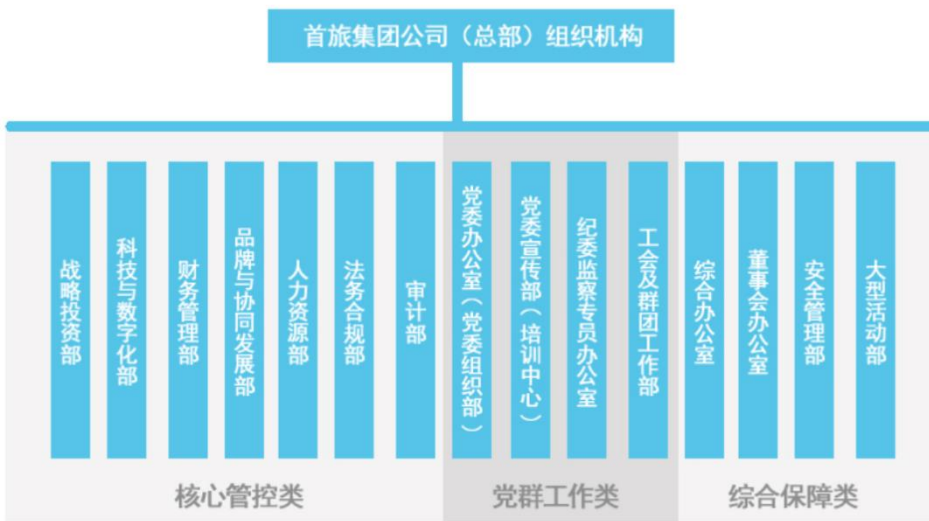 首旅集团公司（总部）组织机构
战略投资部
科技与数字化部
财务管理部
品牌与协同发展部
人力资源部
法务合规部
审计部
党委办公室（党委组织部）
党委宣传部（培训中心）
纪委监察专员办公室
工会及群团工作部
综合办公室
董事会办公室
安全管理部
大型活动部
核心管控类
党群工作类
综合保障类